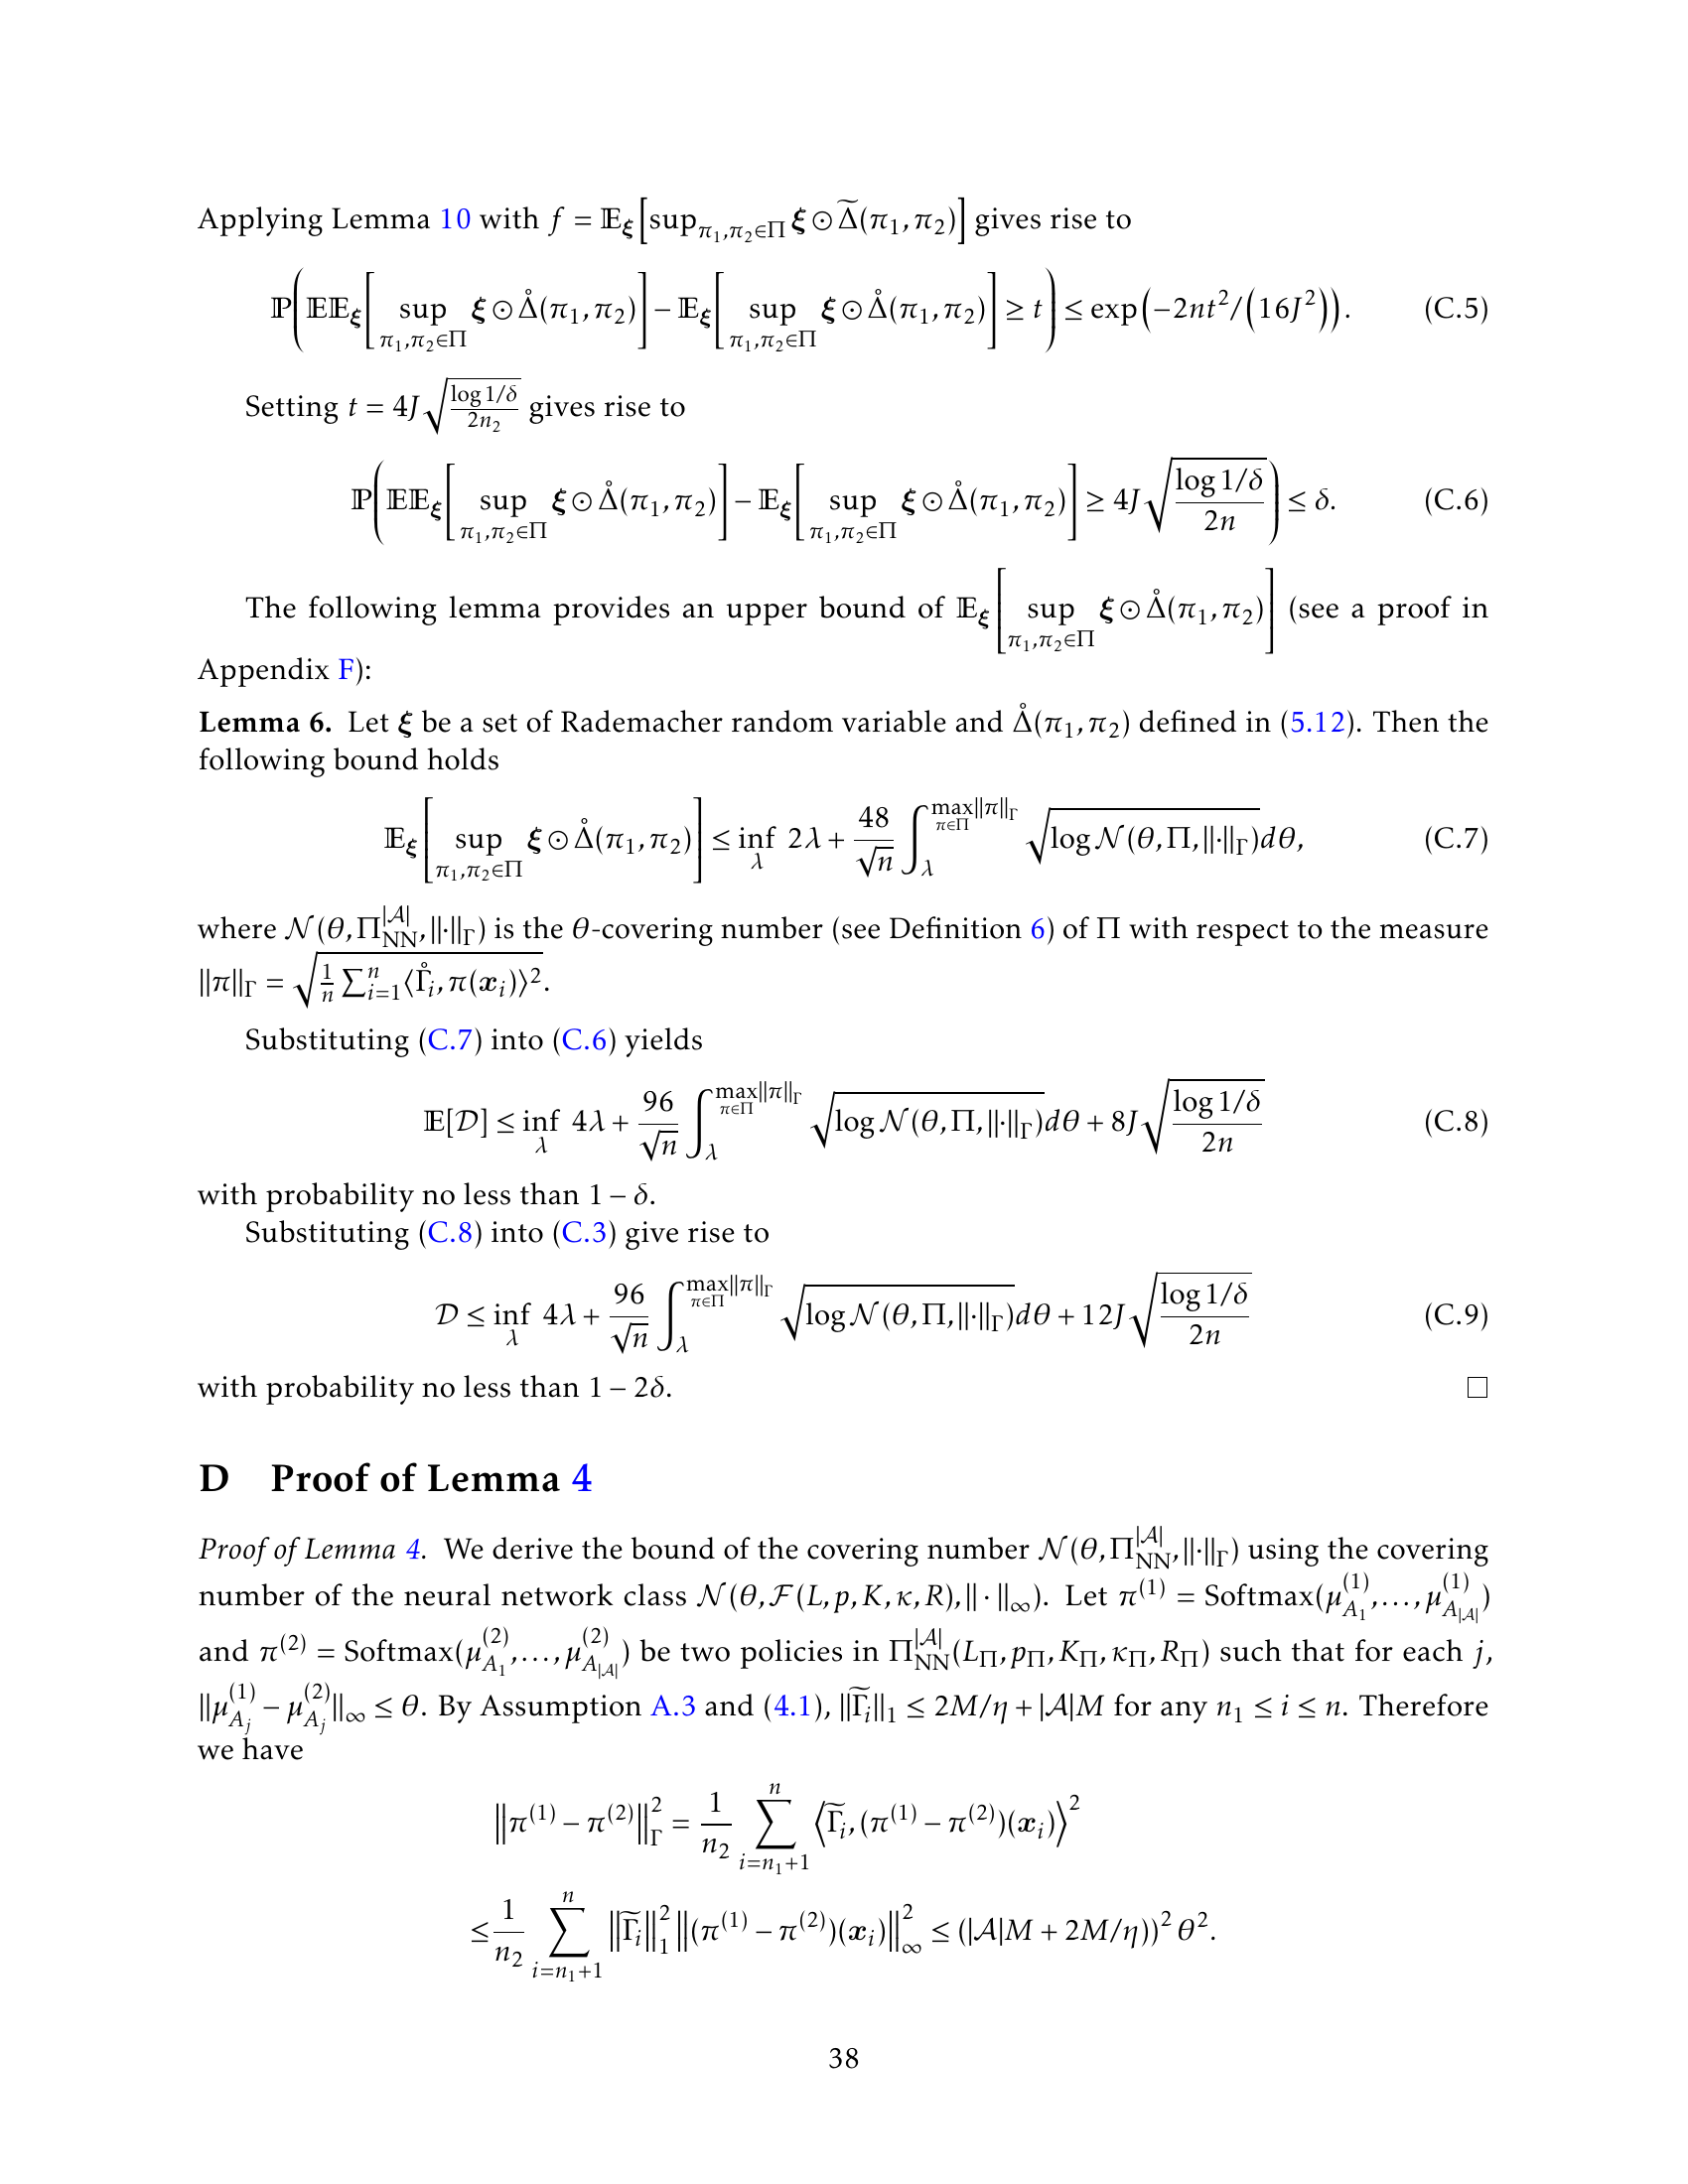 Applying Lemma 10 with $f = \mathbb{E}_{\boldsymbol{\xi}}\left[\sup_{\pi_1,\pi_2\in\Pi} \boldsymbol{\xi} \odot \widetilde{\Delta}(\pi_1,\pi_2)\right]$ gives rise to
$\mathbb{P}\left(\mathbb{E}\mathbb{E}_{\boldsymbol{\xi}}\left[\sup_{\pi_1,\pi_2\in\Pi} \boldsymbol{\xi} \odot \mathring{\Delta}(\pi_1,\pi_2)\right] - \mathbb{E}_{\boldsymbol{\xi}}\left[\sup_{\pi_1,\pi_2\in\Pi} \boldsymbol{\xi} \odot \mathring{\Delta}(\pi_1,\pi_2)\right] \geq t\right) \leq \exp\left(-2nt^2/\left(16J^2\right)\right).$ (C.5)
Setting $t = 4J\sqrt{\frac{\log 1/\delta}{2n_2}}$ gives rise to
$\mathbb{P}\left(\mathbb{E}\mathbb{E}_{\boldsymbol{\xi}}\left[\sup_{\pi_1,\pi_2\in\Pi} \boldsymbol{\xi} \odot \mathring{\Delta}(\pi_1,\pi_2)\right] - \mathbb{E}_{\boldsymbol{\xi}}\left[\sup_{\pi_1,\pi_2\in\Pi} \boldsymbol{\xi} \odot \mathring{\Delta}(\pi_1,\pi_2)\right] \geq 4J\sqrt{\frac{\log 1/\delta}{2n}}\right) \leq \delta.$ (C.6)
The following lemma provides an upper bound of $\mathbb{E}_{\boldsymbol{\xi}}\left[\sup_{\pi_1,\pi_2\in\Pi} \boldsymbol{\xi} \odot \mathring{\Delta}(\pi_1,\pi_2)\right]$ (see a proof in
Appendix F):
Lemma 6. Let $\boldsymbol{\xi}$ be a set of Rademacher random variable and $\mathring{\Delta}(\pi_1,\pi_2)$ defined in (5.12). Then the
following bound holds
$\mathbb{E}_{\boldsymbol{\xi}}\left[\sup_{\pi_1,\pi_2\in\Pi} \boldsymbol{\xi} \odot \mathring{\Delta}(\pi_1,\pi_2)\right] \leq \inf_{\lambda} 2\lambda + \frac{48}{\sqrt{n}} \int_{\lambda}^{\max_{\pi\in\Pi}\|\pi\|_\Gamma} \sqrt{\log \mathcal{N}(\theta,\Pi,\|\cdot\|_\Gamma)} d\theta,$ (C.7)
where $\mathcal{N}(\theta,\Pi_{\mathrm{NN}}^{|\mathcal{A}|},\|\cdot\|_\Gamma)$ is the $\theta$-covering number (see Definition 6) of $\Pi$ with respect to the measure
$\|\pi\|_\Gamma = \sqrt{\frac{1}{n}\sum_{i=1}^n \langle \mathring{\Gamma}_i, \pi(\boldsymbol{x}_i)\rangle^2}.$
Substituting (C.7) into (C.6) yields
$\mathbb{E}[\mathcal{D}] \leq \inf_{\lambda} 4\lambda + \frac{96}{\sqrt{n}} \int_{\lambda}^{\max_{\pi\in\Pi}\|\pi\|_\Gamma} \sqrt{\log \mathcal{N}(\theta,\Pi,\|\cdot\|_\Gamma)} d\theta + 8J\sqrt{\frac{\log 1/\delta}{2n}}$ (C.8)
with probability no less than $1-\delta$.
Substituting (C.8) into (C.3) give rise to
$\mathcal{D} \leq \inf_{\lambda} 4\lambda + \frac{96}{\sqrt{n}} \int_{\lambda}^{\max_{\pi\in\Pi}\|\pi\|_\Gamma} \sqrt{\log \mathcal{N}(\theta,\Pi,\|\cdot\|_\Gamma)} d\theta + 12J\sqrt{\frac{\log 1/\delta}{2n}}$ (C.9)
with probability no less than $1-2\delta$. □
D Proof of Lemma 4
Proof of Lemma 4. We derive the bound of the covering number $\mathcal{N}(\theta,\Pi_{\mathrm{NN}}^{|\mathcal{A}|},\|\cdot\|_\Gamma)$ using the covering
number of the neural network class $\mathcal{N}(\theta,\mathcal{F}(L,p,K,\kappa,R),\|\cdot\|_\infty)$. Let $\pi^{(1)} = \mathrm{Softmax}(\mu_{A_1}^{(1)},\ldots,\mu_{A_{|\mathcal{A}|}}^{(1)})$
and $\pi^{(2)} = \mathrm{Softmax}(\mu_{A_1}^{(2)},\ldots,\mu_{A_{|\mathcal{A}|}}^{(2)})$ be two policies in $\Pi_{\mathrm{NN}}^{|\mathcal{A}|}(L_\Pi,p_\Pi,K_\Pi,\kappa_\Pi,R_\Pi)$ such that for each $j$,
$\|\mu_{A_j}^{(1)} - \mu_{A_j}^{(2)}\|_\infty \leq \theta$. By Assumption A.3 and (4.1), $\|\widetilde{\Gamma}_i\|_1 \leq 2M/\eta + |\mathcal{A}|M$ for any $n_1 \leq i \leq n$. Therefore
we have
$\left\|\pi^{(1)} - \pi^{(2)}\right\|_\Gamma^2 = \frac{1}{n_2} \sum_{i=n_1+1}^{n} \left\langle \widetilde{\Gamma}_i, (\pi^{(1)} - \pi^{(2)})(\boldsymbol{x}_i)\right\rangle^2$
$\leq \frac{1}{n_2} \sum_{i=n_1+1}^{n} \left\|\widetilde{\Gamma}_i\right\|_1^2 \left\|(\pi^{(1)} - \pi^{(2)})(\boldsymbol{x}_i)\right\|_\infty^2 \leq (|\mathcal{A}|M + 2M/\eta))^2 \theta^2.$
38